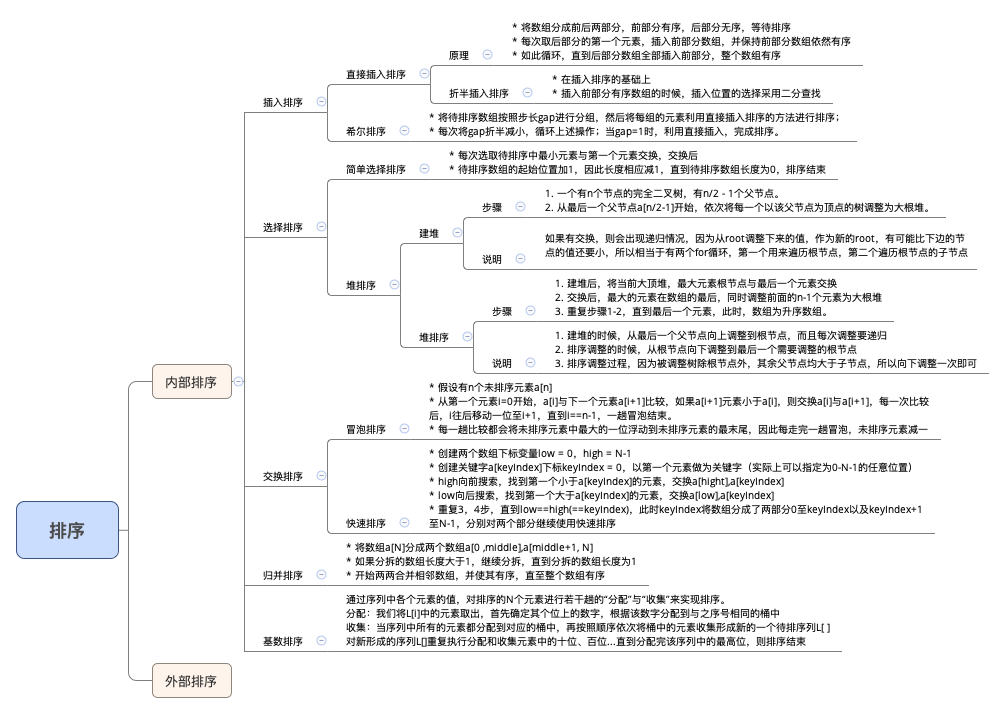 * 将数组分成前后两部分，前部分有序，后部分无序，等待排序
* 每次取后部分的第一个元素，插入前部分数组，并保持前部分数组依然有序
原理
* 如此循环，直到后部分数组全部插入前部分，整个数组有序
直接插入排序
* 在插入排序的基础上
折半插入排序
* 插入前部分有序数组的时候，插入位置的选择采用二分查找
插入排序
* 将待排序数组按照步长gap进行分组，然后将每组的元素利用直接插入排序的方法进行排序；
希尔排序
* 每次将gap折半减小，循环上述操作；当gap=1时，利用直接插入，完成排序。
* 每次选取待排序中最小元素与第一个元素交换，交换后
简单选择排序
* 待排序数组的起始位置加1，因此长度相应减1，直到待排序数组长度为0，排序结束
1. 一个有n个节点的完全二叉树，有n/2 - 1个父节点。
步骤
2. 从最后一个父节点a[n/2-1]开始，依次将每一个以该父节点为顶点的树调整为大根堆。
选择排序
建堆
如果有交换，则会出现递归情况，因为从root调整下来的值，作为新的root，有可能比下边的节
点的值还要小，所以相当于有两个for循环，第一个用来遍历根节点，第二个遍历根节点的子节点
说明
堆排序
1. 建堆后，将当前大顶堆，最大元素根节点与最后一个元素交换
2. 交换后，最大的元素在数组的最后，同时调整前面的n-1个元素为大根堆
步骤
3. 重复步骤1-2，直到最后一个元素，此时，数组为升序数组。
堆排序
1. 建堆的时候，从最后一个父节点向上调整到根节点，而且每次调整要递归
2. 排序调整的时候，从根节点向下调整到最后一个需要调整的根节点
说明
3. 排序调整过程，因为被调整树除根节点外，其余父节点均大于子节点，所以向下调整一次即可
内部排序
* 假设有n个未排序元素a[n]
* 从第一个元素i=0开始，a[i]与下一个元素a[i+1]比较，如果a[i+1]元素小于a[i]，则交换a[i]与a[i+1]，每一次比较
后，i往后移动一位至i+1，直到i==n-1，一趟冒泡结束。
冒泡排序
* 每一趟比较都会将未排序元素中最大的一位浮动到未排序元素的最末尾，因此每走完一趟冒泡，未排序元素减一
交换排序
* 创建两个数组下标变量low = 0，high = N-1
* 创建关键字a[keyIndex]下标keyIndex = 0，以第一个元素做为关键字（实际上可以指定为0-N-1的任意位置）
* high向前搜索，找到第一个小于a[keyIndex]的元素，交换a[hight],a[keyIndex]
* low向后搜索，找到第一个大于a[keyIndex]的元素，交换a[low],a[keyIndex]
* 重复3，4步，直到low==high(==keyIndex)，此时keyIndex将数组分成了两部分0至keyIndex以及keyIndex+1
快速排序
至N-1，分别对两个部分继续使用快速排序
排序
* 将数组a[N]分成两个数组a[0 ,middle],a[middle+1, N]
* 如果分拆的数组长度大于1，继续分拆，直到分拆的数组长度为1
归并排序
* 开始两两合并相邻数组，并使其有序，直至整个数组有序
通过序列中各个元素的值，对排序的N个元素进行若干趟的“分配”与“收集”来实现排序。
分配：我们将L[i]中的元素取出，首先确定其个位上的数字，根据该数字分配到与之序号相同的桶中
收集：当序列中所有的元素都分配到对应的桶中，再按照顺序依次将桶中的元素收集形成新的一个待排序列L[ ]
基数排序
对新形成的序列L[]重复执行分配和收集元素中的十位、百位...直到分配完该序列中的最高位，则排序结束
外部排序